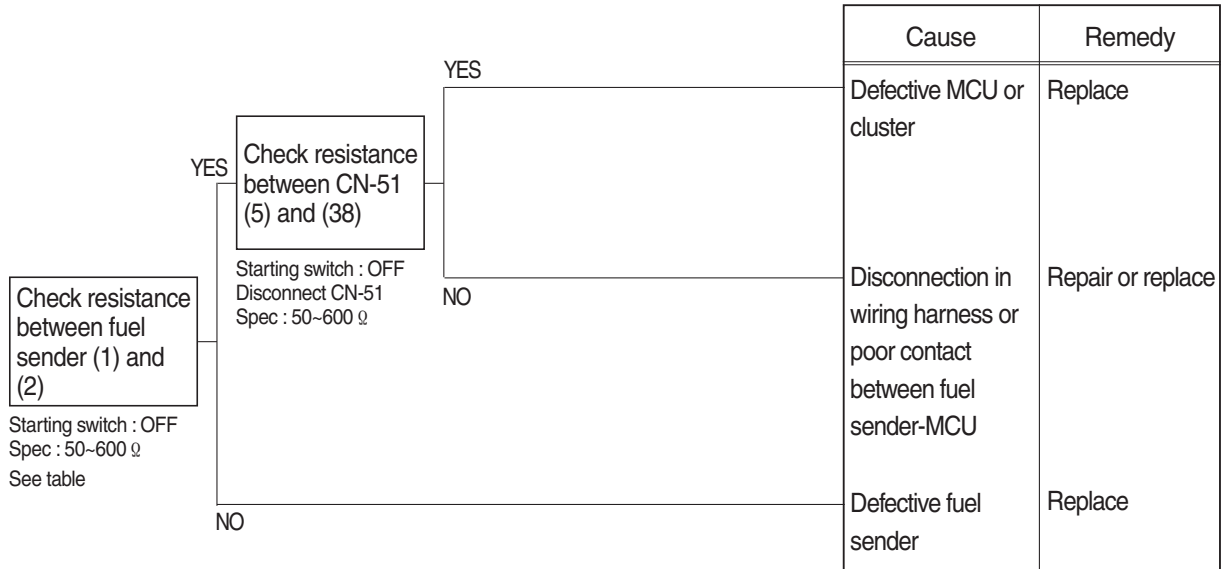 Cause Remedy
YES
Defective MCU or Replace
cluster
YES
Check resistance
between CN-51
(5) and (38)
Starting switch : OFF
Disconnect CN-51
Spec : 50~600 Ω
NO
Disconnection in Repair or replace
wiring harness or
poor contact
between fuel
sender-MCU
Check resistance
between fuel
sender (1) and
(2)
Starting switch : OFF
Spec : 50~600 Ω
See table
NO
Defective fuel Replace
sender